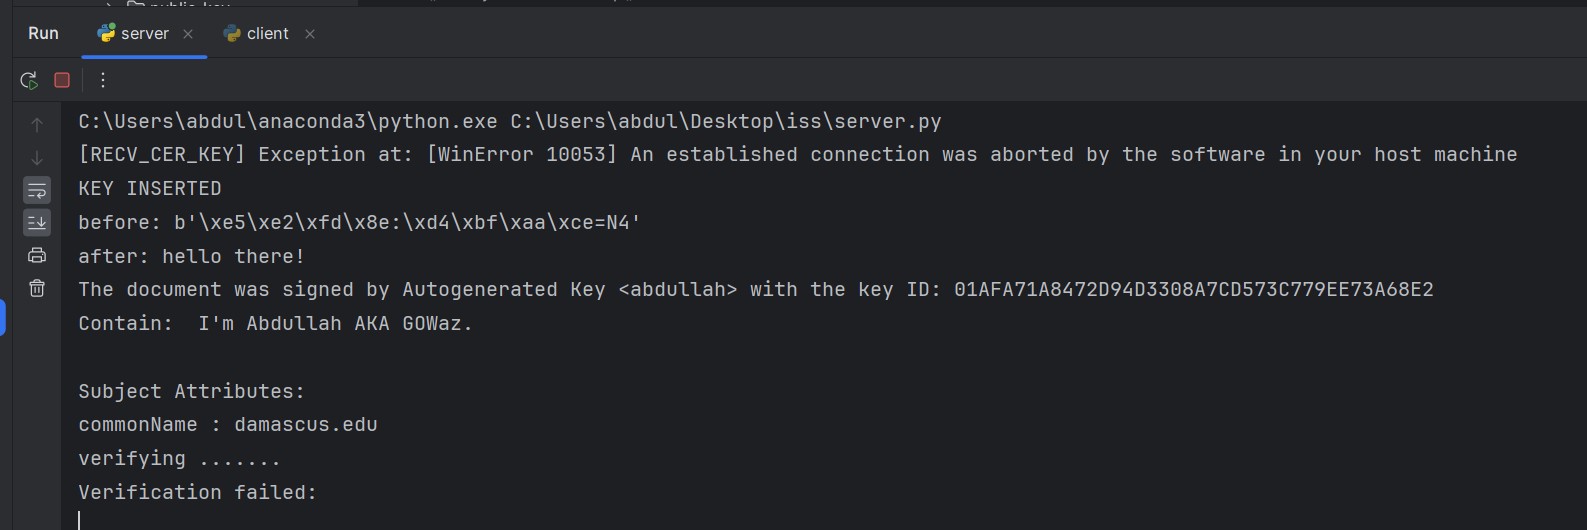 public-key
Run server client
C:\Users\abdul\anaconda3\python.exe C:\Users\abdul\Desktop\iss\server.py
[RECV_CER_KEY] Exception at: [WinError 10053] An established connection was aborted by the software in your host machine
KEY INSERTED
before: b'\xe5\xe2\xfd\x8e:\xd4\xbf\xaa\xce=N4'
after: hello there!
The document was signed by Autogenerated Key <abdullah> with the key ID: 01AFA71A8472D94D3308A7CD573C779EE73A68E2
Contain:  I'm Abdullah AKA GOWaz.
Subject Attributes:
commonName : damascus.edu
verifying .......
Verification failed: